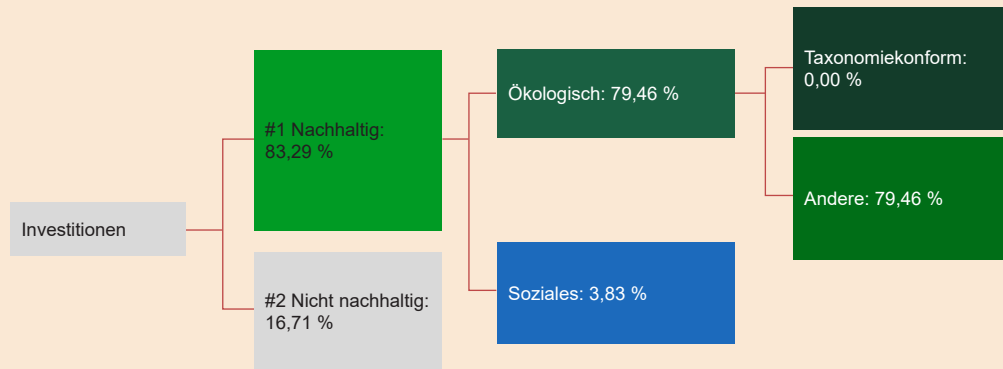 Investitionen
#1 Nachhaltig:
83,29 %
#2 Nicht nachhaltig:
16,71 %
Ökologisch: 79,46 %
Soziales: 3,83 %
Taxonomiekonform:
0,00 %
Andere: 79,46 %